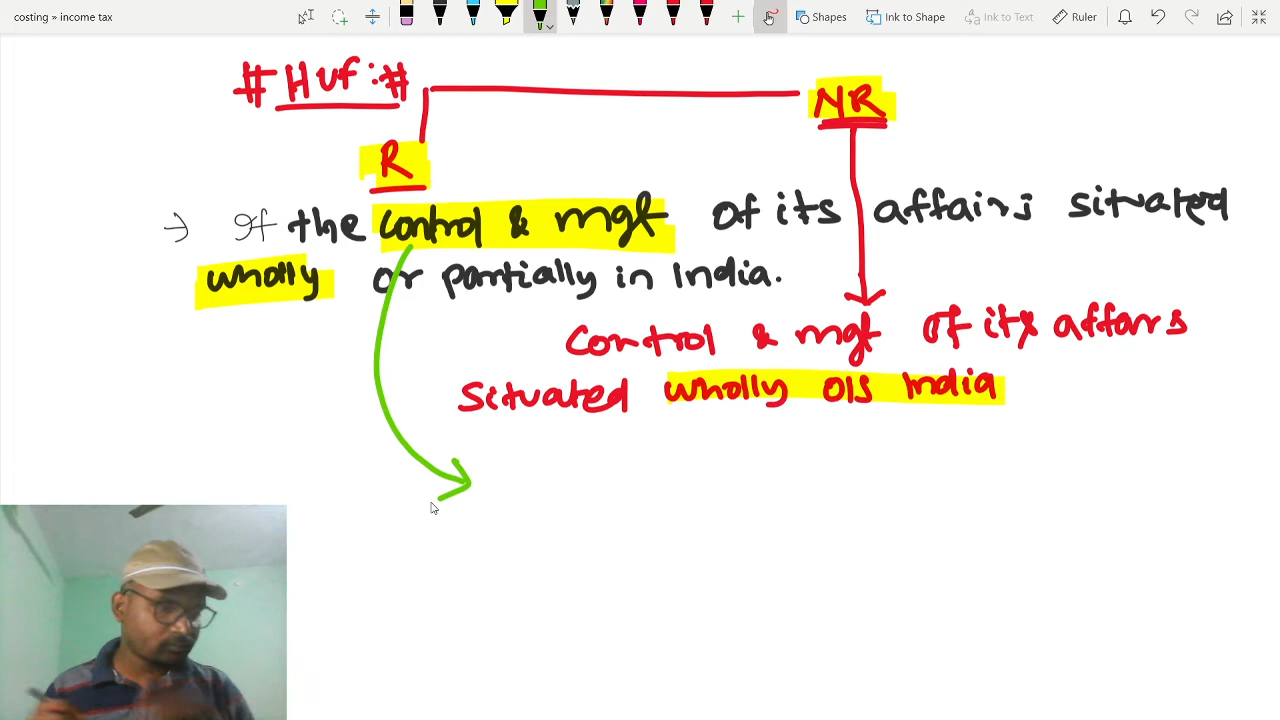 costing » income tax
Shapes
Ink to Shape
Ink to Text
Ruler
# Huf:#
NR
R
→ If the control & mgt of its affairs situated
wholly or partially in India.
Control & mgt of its affars
Situated wholly O|S India